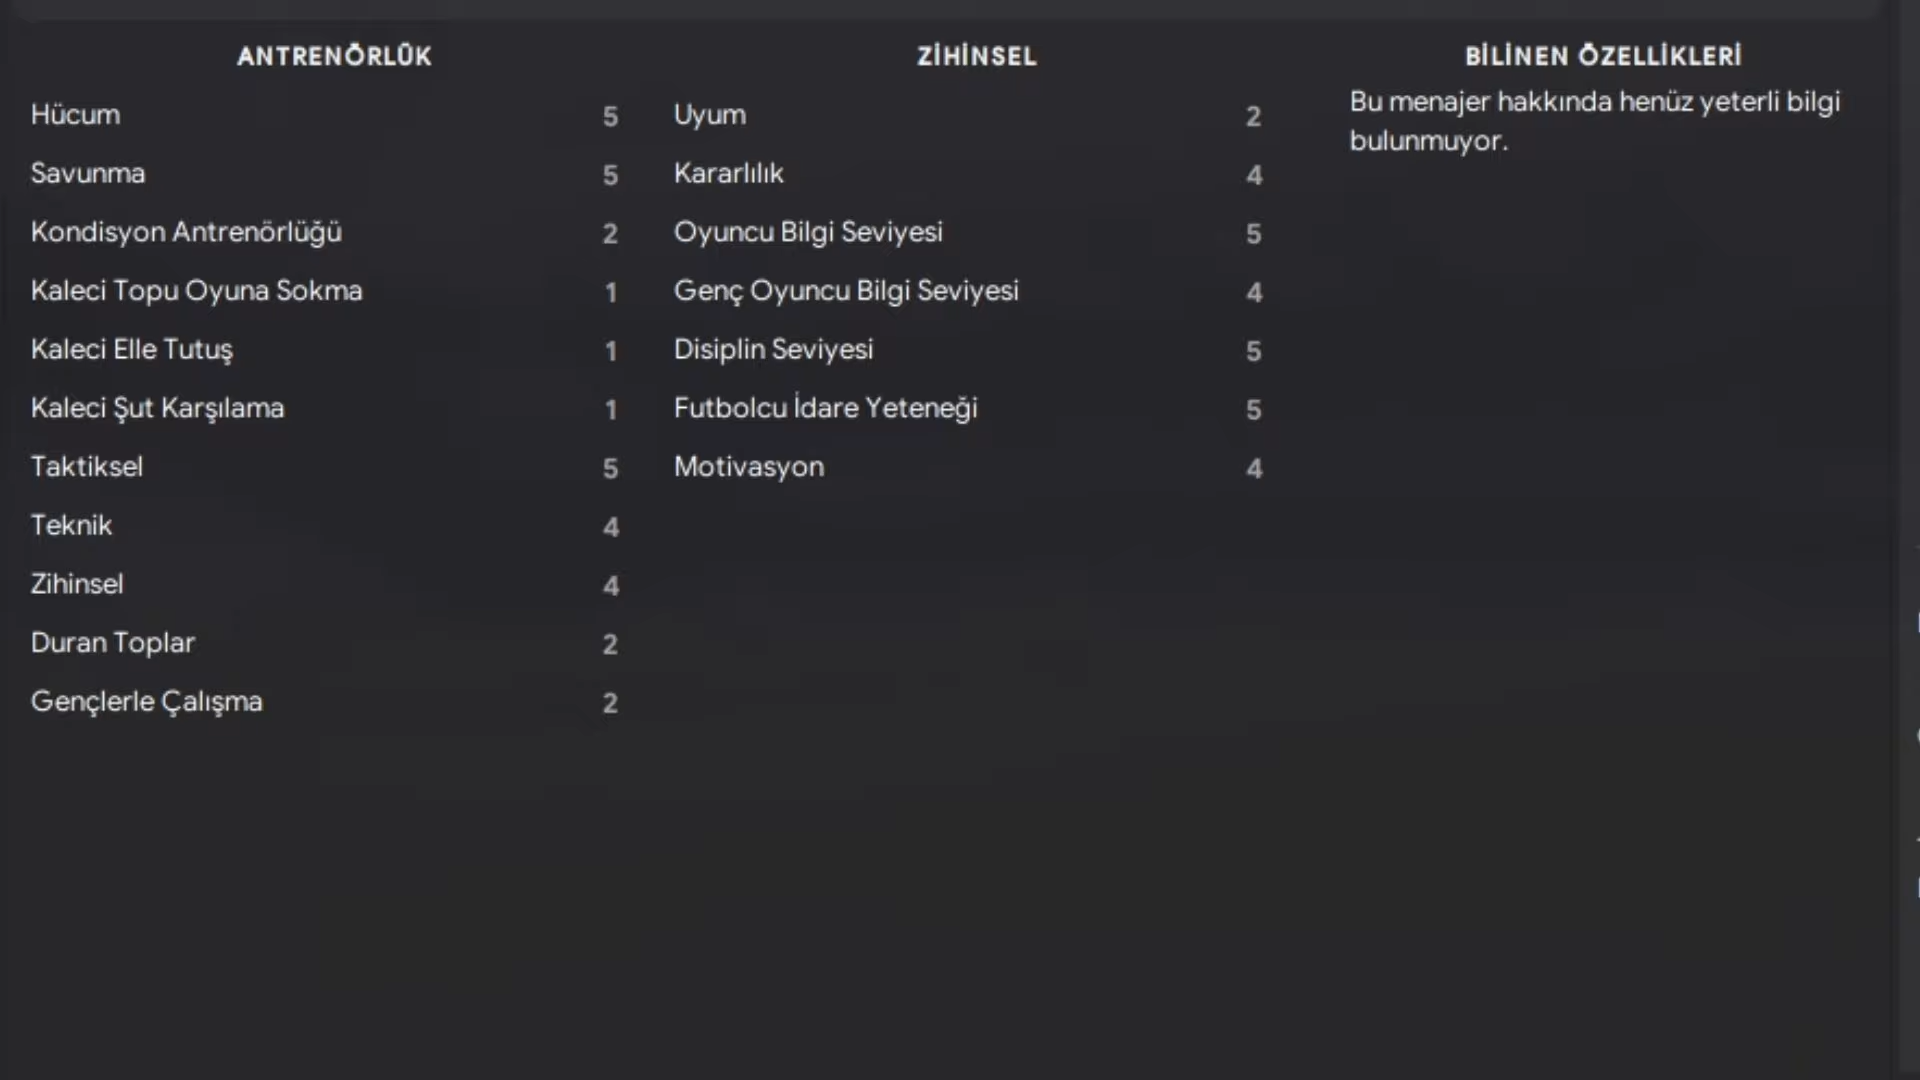 ANTRENÖRLÜK
Hücum 5
Savunma 5
Kondisyon Antrenörlüğü 2
Kaleci Topu Oyuna Sokma 1
Kaleci Elle Tutuş 1
Kaleci Şut Karşılama 1
Taktiksel 5
Teknik 4
Zihinsel 4
Duran Toplar 2
Gençlerle Çalışma 2
ZİHİNSEL
Uyum 2
Kararlılık 4
Oyuncu Bilgi Seviyesi 5
Genç Oyuncu Bilgi Seviyesi 4
Disiplin Seviyesi 5
Futbolcu İdare Yeteneği 5
Motivasyon 4
BİLİNEN ÖZELLİKLERİ
Bu menajer hakkında henüz yeterli bilgi
bulunmuyor.